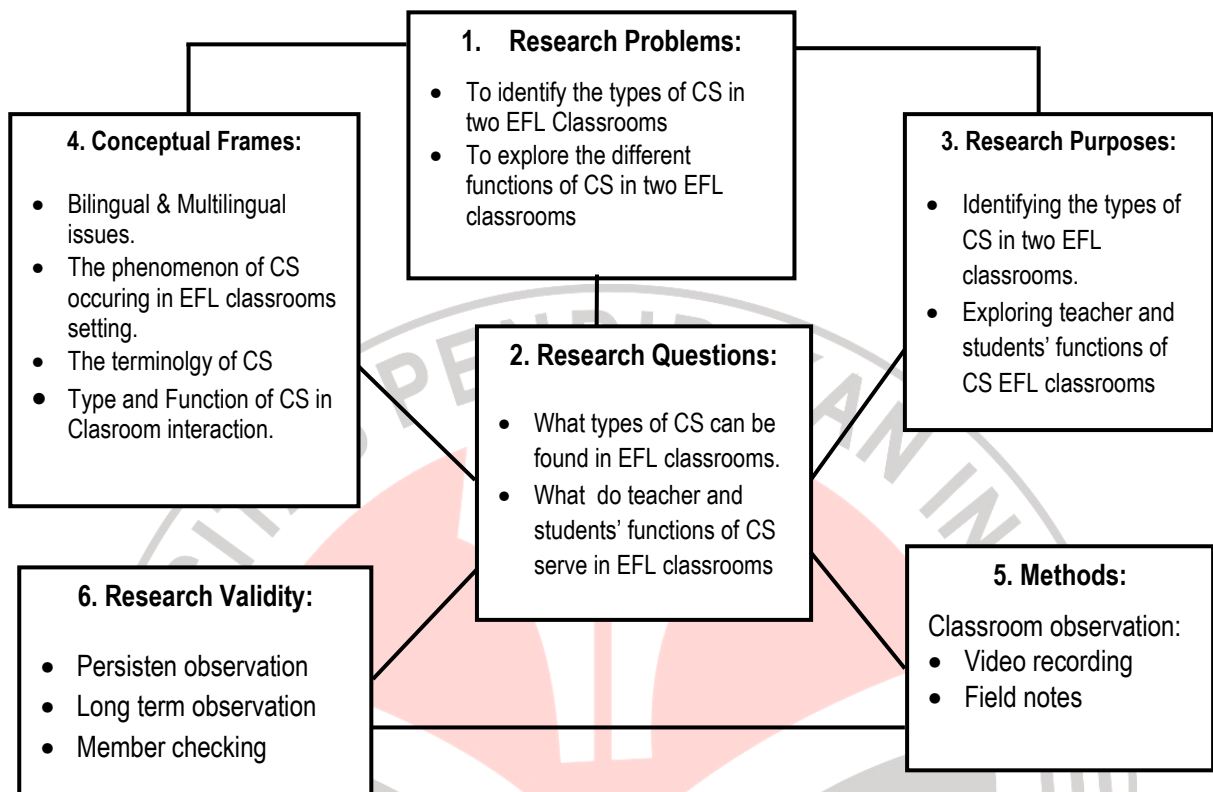 1. Research Problems:
• To identify the types of CS in
two EFL Classrooms
• To explore the different
functions of CS in two EFL
classrooms
4. Conceptual Frames:
• Bilingual & Multilingual
issues.
• The phenomenon of CS
occuring in EFL classrooms
setting.
• The terminolgy of CS
• Type and Function of CS in
Clasroom interaction.
3. Research Purposes:
• Identifying the types of
CS in two EFL
classrooms.
• Exploring teacher and
students’ functions of
CS EFL classrooms
2. Research Questions:
• What types of CS can be
found in EFL classrooms.
• What do teacher and
students’ functions of CS
serve in EFL classrooms
6. Research Validity:
• Persisten observation
• Long term observation
• Member checking
5. Methods:
Classroom observation:
• Video recording
• Field notes